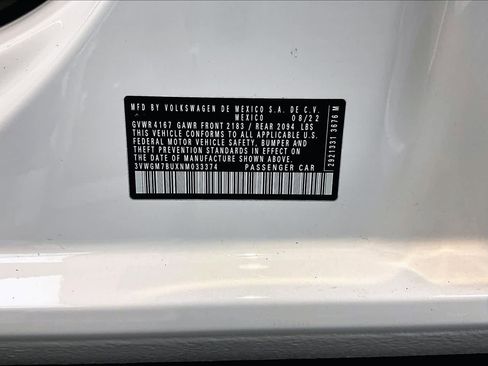 MFD BY VOLKSWAGEN DE MEXICO S.A. DE C.V.
MEXICO 08/22
GVWR 4167 GAWR FRONT 2183 / REAR 2094 LBS
THIS VEHICLE CONFORMS TO ALL APPLICABLE U.S.
FEDERAL MOTOR VEHICLE SAFETY, BUMPER AND
THEFT PREVENTION STANDARDS IN EFFECT ON
THE DATE OF MANUFACTURE SHOWN ABOVE.
3VWGM7BUXNM033374 PASSENGER CAR
2921331 3676 M